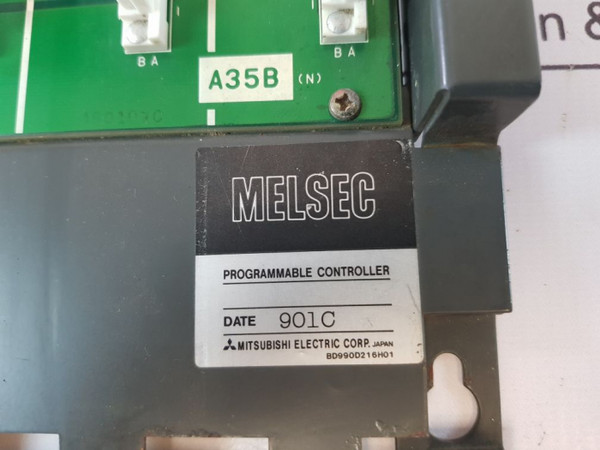 n &
B A
B A
A35B (N)
MELSEC
PROGRAMMABLE CONTROLLER
DATE 901C
MITSUBISHI ELECTRIC CORP. JAPAN
BD990D216H01